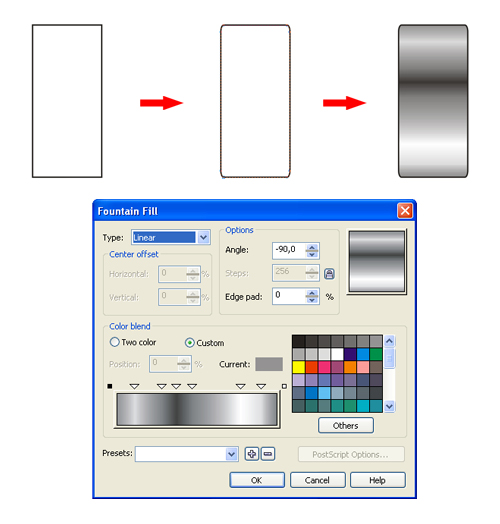 Fountain Fill
Type: Linear
Options
Center offset
Angle: -90,0
Horizontal: 0 %
Steps: 256
Vertical: 0 %
Edge pad: 0 %
Color blend
Two color
Custom
Position: 0 %
Current:
Others
Presets:
PostScript Options...
OK
Cancel
Help